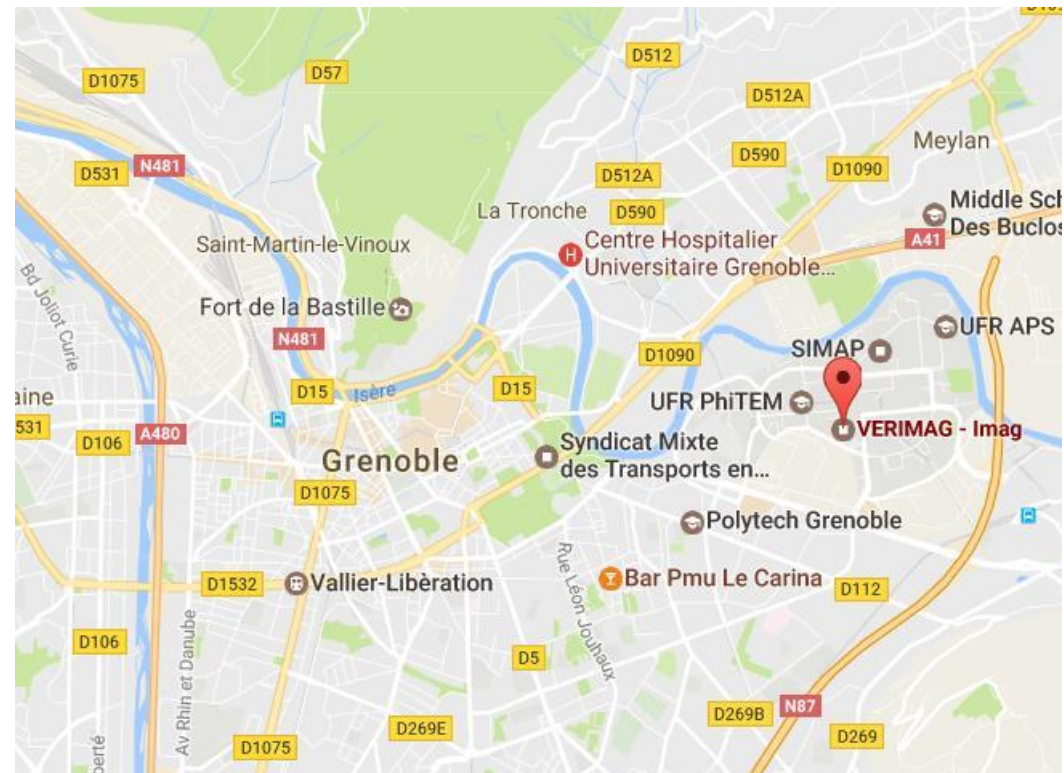 D1075
D57
D512
D512A
Meylan
N481
D531
D590
D1090
D512A
La Tronche
D590
Middle Sch
Des Buclos
A41
Saint-Martin-le-Vinoux
Centre Hospitalier
Universitaire Grenoble...
Bd Joliot Curie
Fort de la Bastille
N481
UFR APS
D1090
SIMAP
D15
Isère
D15
aine
UFR PhiTEM
531
D106
A480
VERIMAG - Imag
Grenoble
Syndicat Mixte
des Transports en...
D1075
Polytech Grenoble
Rue Léon Jouhaux
D1532
Vallier-Libèration
Bar Pmu Le Carina
D112
D106
Av Rhin et Danube
D5
N87
D269B
D269E
D1075
D269
berté